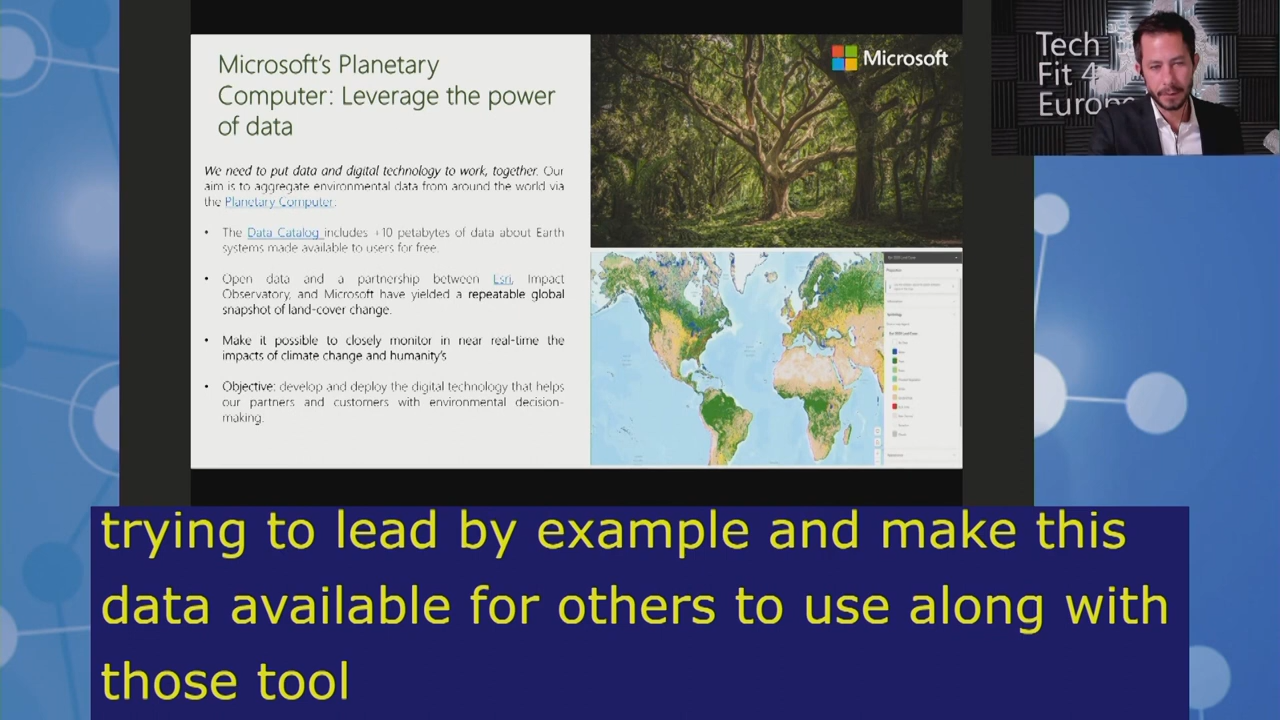 Microsoft's Planetary
Computer: Leverage the power
of data
We need to put data and digital technology to work, together. Our
aim is to aggregate environmental data from around the world via
the Planetary Computer.
• The Data Catalog includes +10 petabytes of data about Earth
systems made available to users for free.
• Open data and a partnership between Esri, Impact
Observatory, and Microsoft have yielded a repeatable global
snapshot of land-cover change.
• Make it possible to closely monitor in near real-time the
impacts of climate change and humanity's
• Objective: develop and deploy the digital technology that helps
our partners and customers with environmental decision-
making.
Microsoft
Tech
Fit 4
Europe
trying to lead by example and make this
data available for others to use along with
those tool